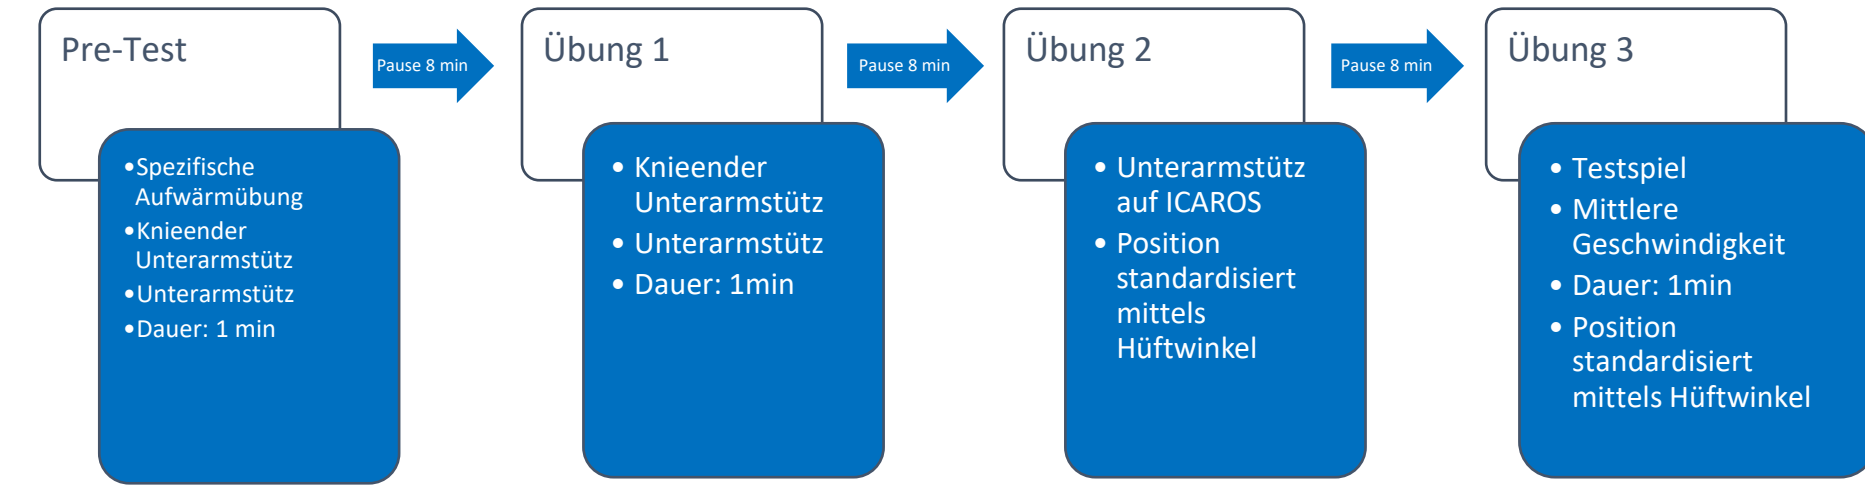 Pre-Test
•Spezifische
Aufwärmübung
•Knieender
Unterarmstütz
•Unterarmstütz
•Dauer: 1 min
Pause 8 min
Übung 1
• Knieender
Unterarmstütz
• Unterarmstütz
• Dauer: 1min
Pause 8 min
Übung 2
• Unterarmstütz
auf ICAROS
• Position
standardisiert
mittels
Hüftwinkel
Pause 8 min
Übung 3
• Testspiel
• Mittlere
Geschwindigkeit
• Dauer: 1min
• Position
standardisiert
mittels Hüftwinkel